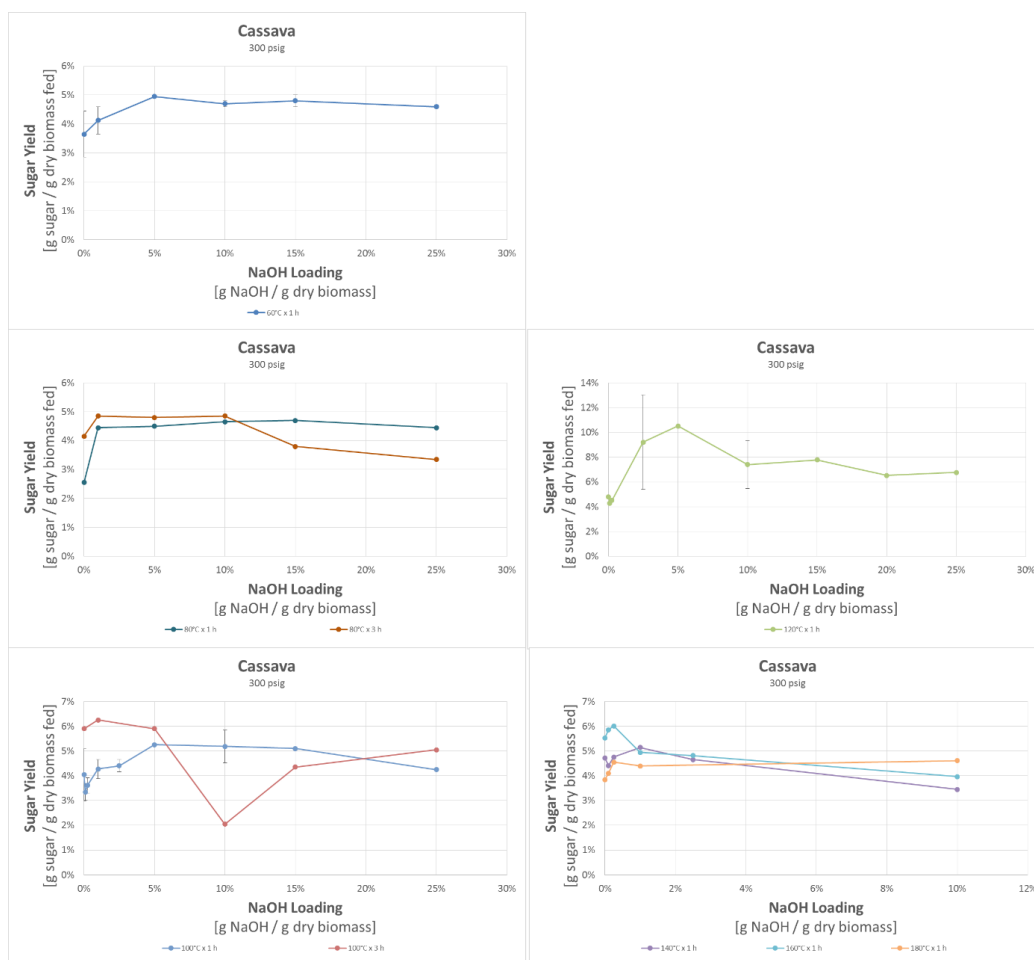 Cassava
300 psig
6%
5%
4%
3%
2%
1%
0%
Sugar Yield
[g sugar / g dry biomass fed]
0% 5% 10% 15% 20% 25% 30%
NaOH Loading
[g NaOH / g dry biomass]
60°C x 1 h
Cassava
300 psig
6%
5%
4%
3%
2%
1%
0%
Sugar Yield
[g sugar / g dry biomass fed]
0% 5% 10% 15% 20% 25% 30%
NaOH Loading
[g NaOH / g dry biomass]
80°C x 1 h 80°C x 3 h
Cassava
300 psig
14%
12%
10%
8%
6%
4%
2%
0%
Sugar Yield
[g sugar / g dry biomass fed]
0% 5% 10% 15% 20% 25% 30%
NaOH Loading
[g NaOH / g dry biomass]
120°C x 1 h
Cassava
300 psig
7%
6%
5%
4%
3%
2%
1%
0%
Sugar Yield
[g sugar / g dry biomass fed]
0% 5% 10% 15% 20% 25% 30%
NaOH Loading
[g NaOH / g dry biomass]
100°C x 1 h 100°C x 3 h
Cassava
300 psig
7%
6%
5%
4%
3%
2%
1%
0%
Sugar Yield
[g sugar / g dry biomass fed]
0% 2% 4% 6% 8% 10% 12%
NaOH Loading
[g NaOH / g dry biomass]
140°C x 1 h 160°C x 1 h 180°C x 1 h